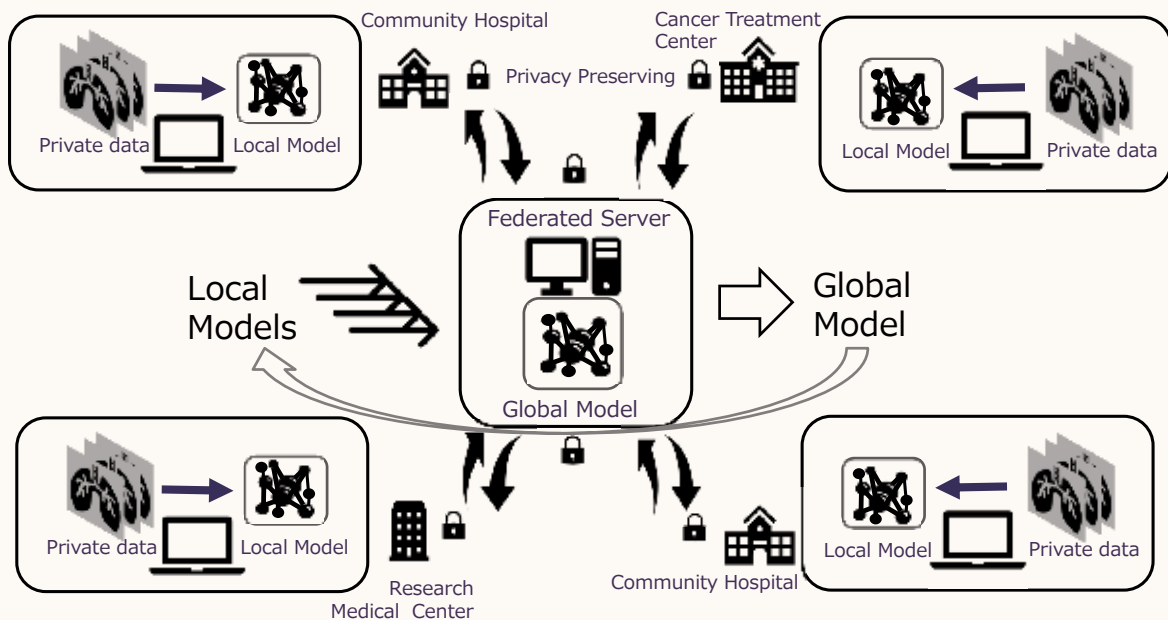 Community Hospital
Cancer Treatment
Center
Privacy Preserving
Private data
Local Model
Local Model
Private data
Federated Server
Local
Models
Global
Model
Global Model
Private data
Local Model
Local Model
Private data
Research
Medical Center
Community Hospital